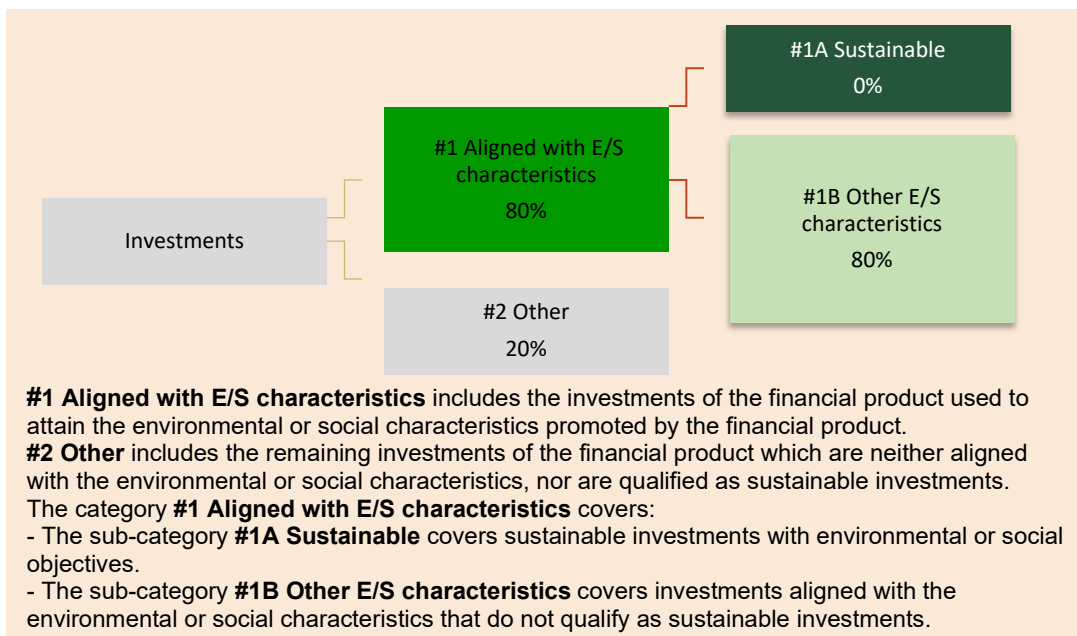 #1A Sustainable
0%
#1 Aligned with E/S
characteristics
80%
#1B Other E/S
characteristics
80%
Investments
#2 Other
20%
#1 Aligned with E/S characteristics includes the investments of the financial product used to
attain the environmental or social characteristics promoted by the financial product.
#2 Other includes the remaining investments of the financial product which are neither aligned
with the environmental or social characteristics, nor are qualified as sustainable investments.
The category #1 Aligned with E/S characteristics covers:
- The sub-category #1A Sustainable covers sustainable investments with environmental or social
objectives.
- The sub-category #1B Other E/S characteristics covers investments aligned with the
environmental or social characteristics that do not qualify as sustainable investments.